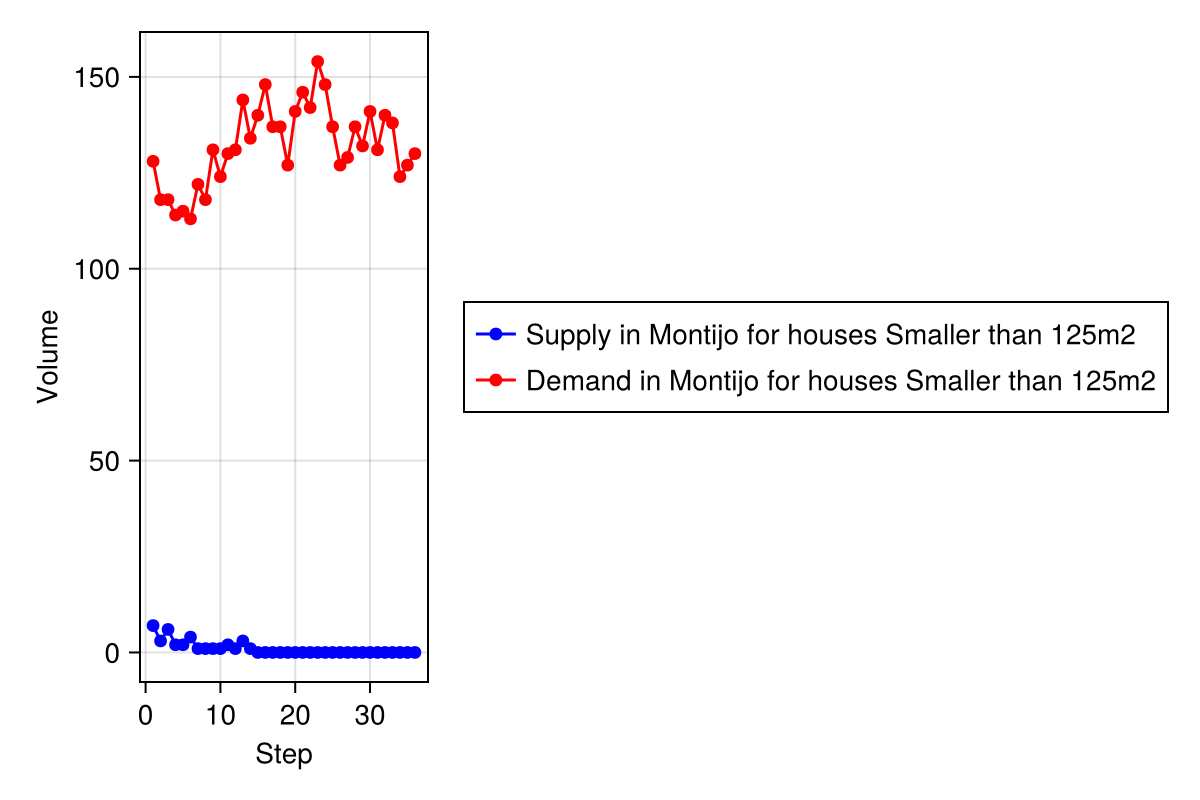 150
100
50
0
Volume
0 10 20 30
Step
Supply in Montijo for houses Smaller than 125m2
Demand in Montijo for houses Smaller than 125m2